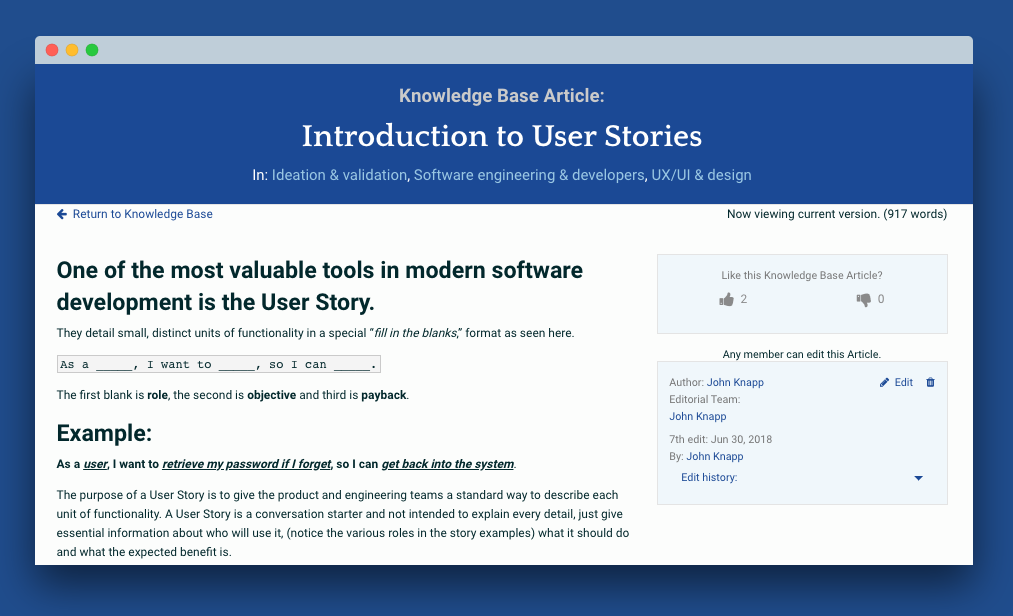 Knowledge Base Article:
Introduction to User Stories
In: Ideation & validation, Software engineering & developers, UX/UI & design
Return to Knowledge Base
Now viewing current version. (917 words)
One of the most valuable tools in modern software
development is the User Story.
They detail small, distinct units of functionality in a special “fill in the blanks,” format as seen here.
As a _____, I want to _____, so I can _____.
The first blank is role, the second is objective and third is payback.
Example:
As a user, I want to retrieve my password if I forget, so I can get back into the system.
The purpose of a User Story is to give the product and engineering teams a standard way to describe each
unit of functionality. A User Story is a conversation starter and not intended to explain every detail, just give
essential information about who will use it, (notice the various roles in the story examples) what it should do
and what the expected benefit is.
Like this Knowledge Base Article?
2
0
Any member can edit this Article.
Author: John Knapp
Edit
Editorial Team:
John Knapp
7th edit: Jun 30, 2018
By: John Knapp
Edit history: